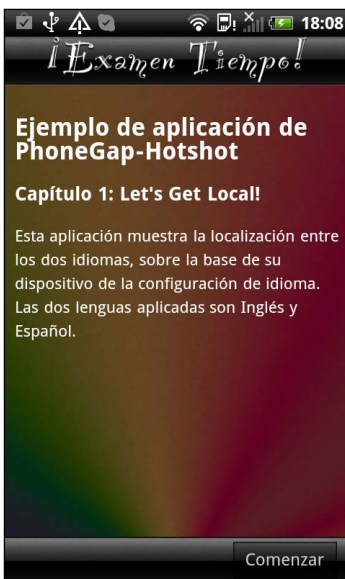 18:08
¡Examen Tiempo!
Ejemplo de aplicación de
PhoneGap-Hotshot
Capítulo 1: Let's Get Local!
Esta aplicación muestra la localización entre
los dos idiomas, sobre la base de su
dispositivo de la configuración de idioma.
Las dos lenguas aplicadas son Inglés y
Español.
Comenzar